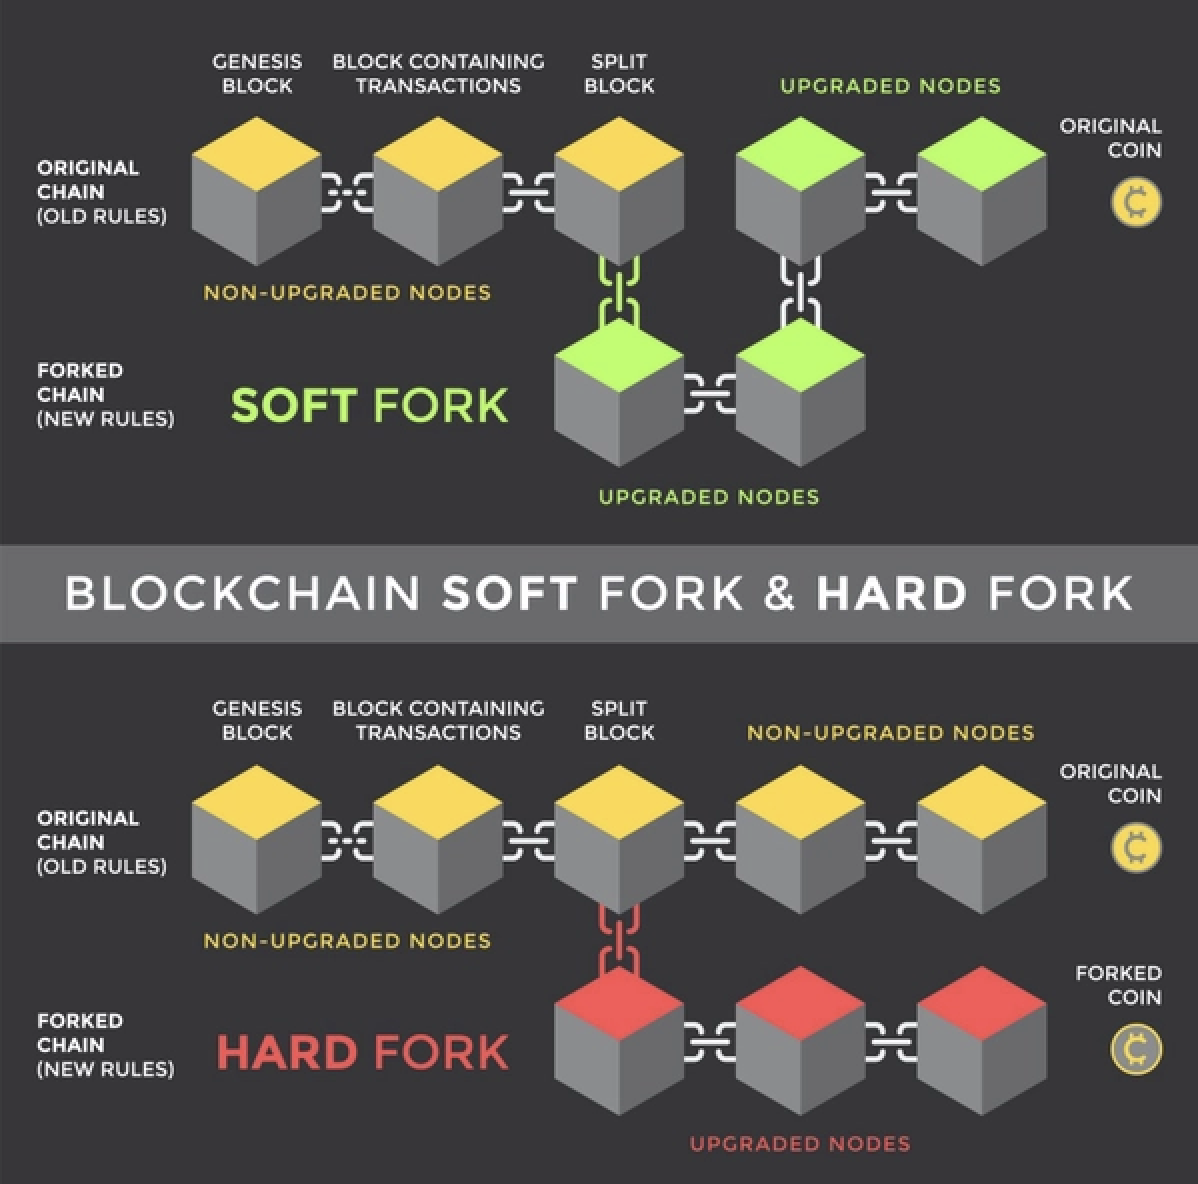 GENESIS
BLOCK
BLOCK CONTAINING
TRANSACTIONS
SPLIT
BLOCK
UPGRADED NODES
ORIGINAL
COIN
ORIGINAL
CHAIN
(OLD RULES)
NON-UPGRADED NODES
FORKED
CHAIN
(NEW RULES)
SOFT FORK
UPGRADED NODES
BLOCKCHAIN SOFT FORK & HARD FORK
GENESIS
BLOCK
BLOCK CONTAINING
TRANSACTIONS
SPLIT
BLOCK
NON-UPGRADED NODES
ORIGINAL
COIN
ORIGINAL
CHAIN
(OLD RULES)
NON-UPGRADED NODES
FORKED
COIN
FORKED
CHAIN
(NEW RULES)
HARD FORK
UPGRADED NODES